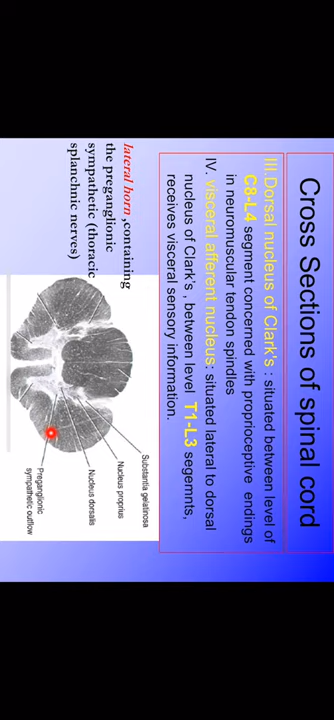 Cross Sections of spinal cord
III.Dorsal nucleus of Clark's : situated between level of
C8-L4 segment concerned with proprioceptive endings
in neuromuscular tendon spindles
IV. visceral afferent nucleus: situated lateral to dorsal
nucleus of Clark's , between level T1-L3 segemnts,
receives visceral sensory information.
lateral horn ,containing
the preganglionic
sympathetic (thoracic
splanchnic nerves)
Substantia gelatinosa
Nucleus proprius
Nucleus dorsalis
Preganglionic
sympathetic outflow